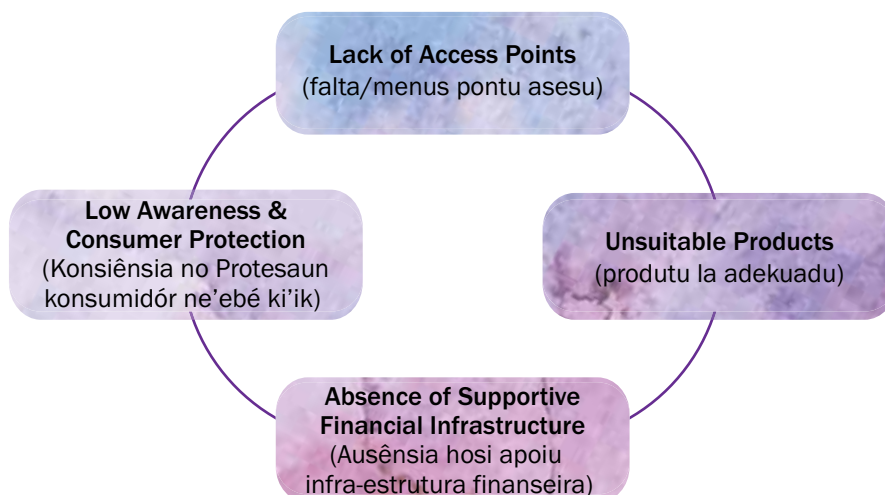 Lack of Access Points
(falta/menus pontu asesu)
Low Awareness &
Consumer Protection
(Konsiênsia no Protesaun
konsumidór ne'ebé ki'ik)
Unsuitable Products
(produtu la adekuadu)
Absence of Supportive
Financial Infrastructure
(Ausênsia hosi apoiu
infra-estrutura finanseira)